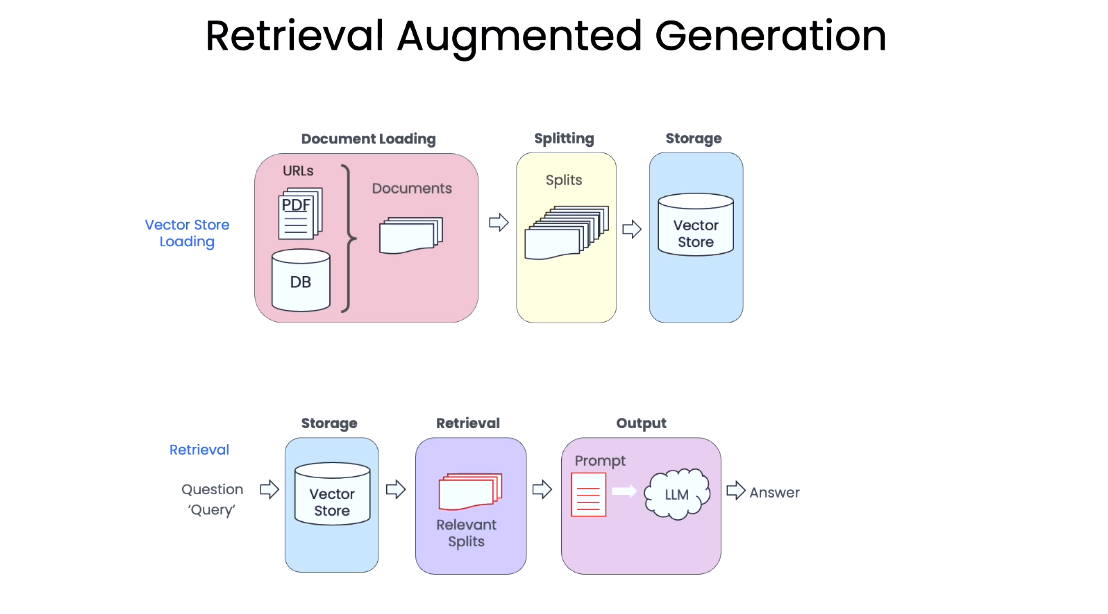 Retrieval Augmented Generation
Document Loading
Splitting
Storage
URLs
Documents
Splits
PDF
Vector Store
Loading
Vector
Store
DB
Storage
Retrieval
Output
Retrieval
Prompt
Question
'Query'
Vector
Store
LLM
Answer
Relevant
Splits